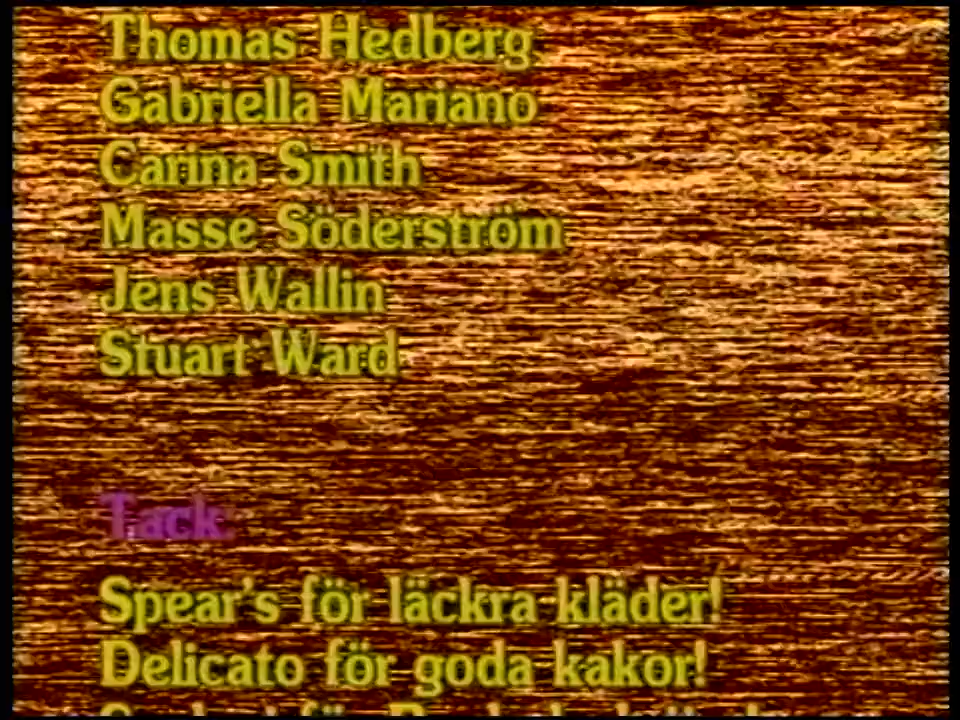 Thomas Hedberg
Gabriella Mariano
Carina Smith
Masse Söderström
Jens Wallin
Stuart Ward
Tack
Spear's för läckra kläder!
Delicato för goda kakor!
för